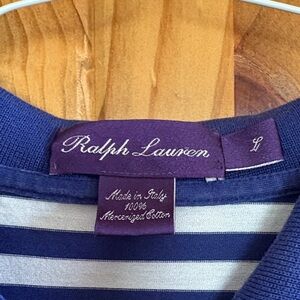 Ralph Lauren
L
Made in Italy
100%
Mercerized Cotton